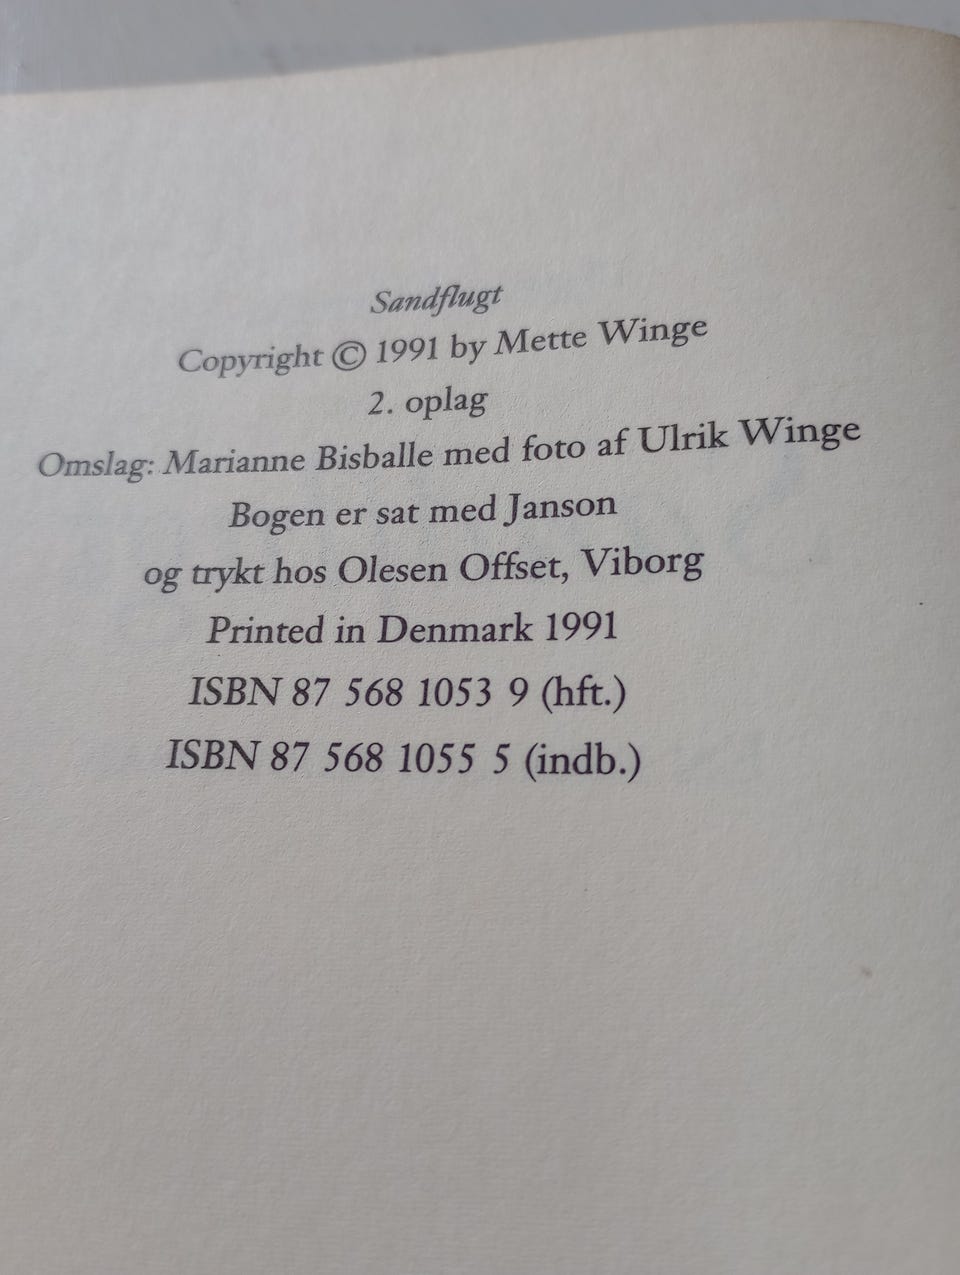 Sandflugt
Copyright © 1991 by Mette Winge
2. oplag
Omslag: Marianne Bisballe med foto af Ulrik Winge
Bogen er sat med Janson
og trykt hos Olesen Offset, Viborg
Printed in Denmark 1991
ISBN 87 568 1053 9 (hft.)
ISBN 87 568 1055 5 (indb.)